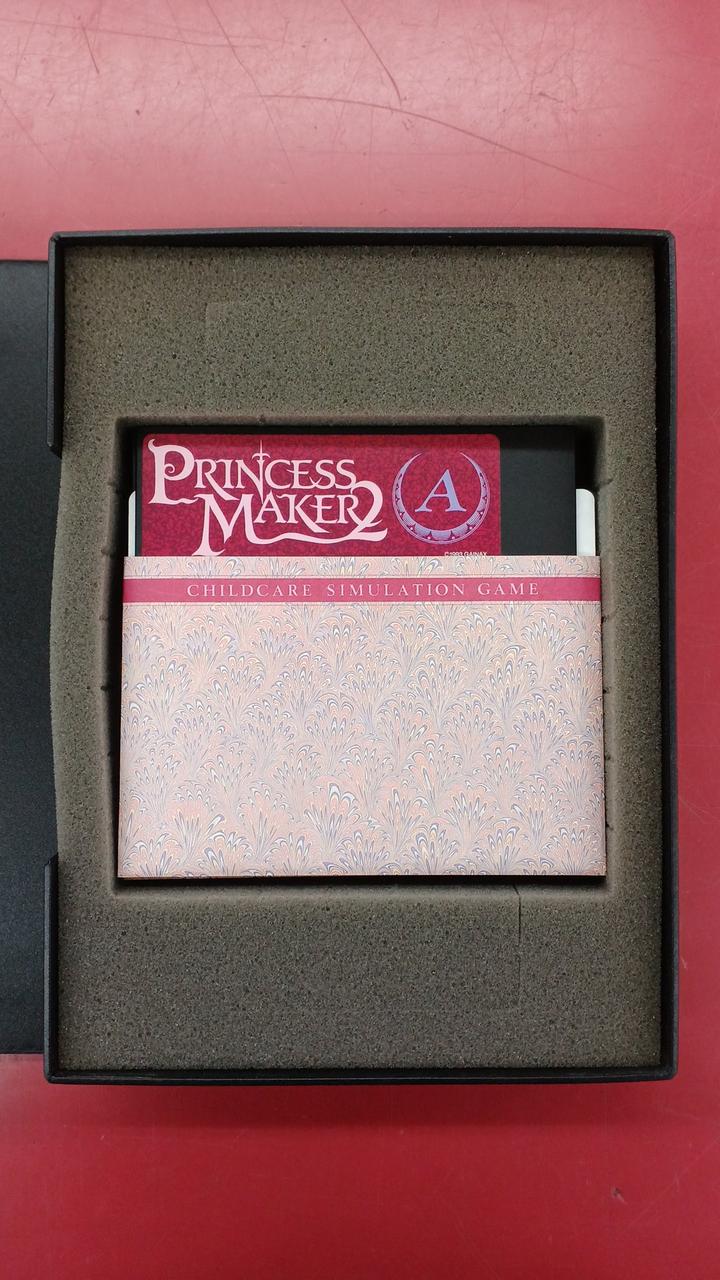 PRINCESS
MAKER2
A
©1993 GAINAX
CHILDCARE SIMULATION GAME